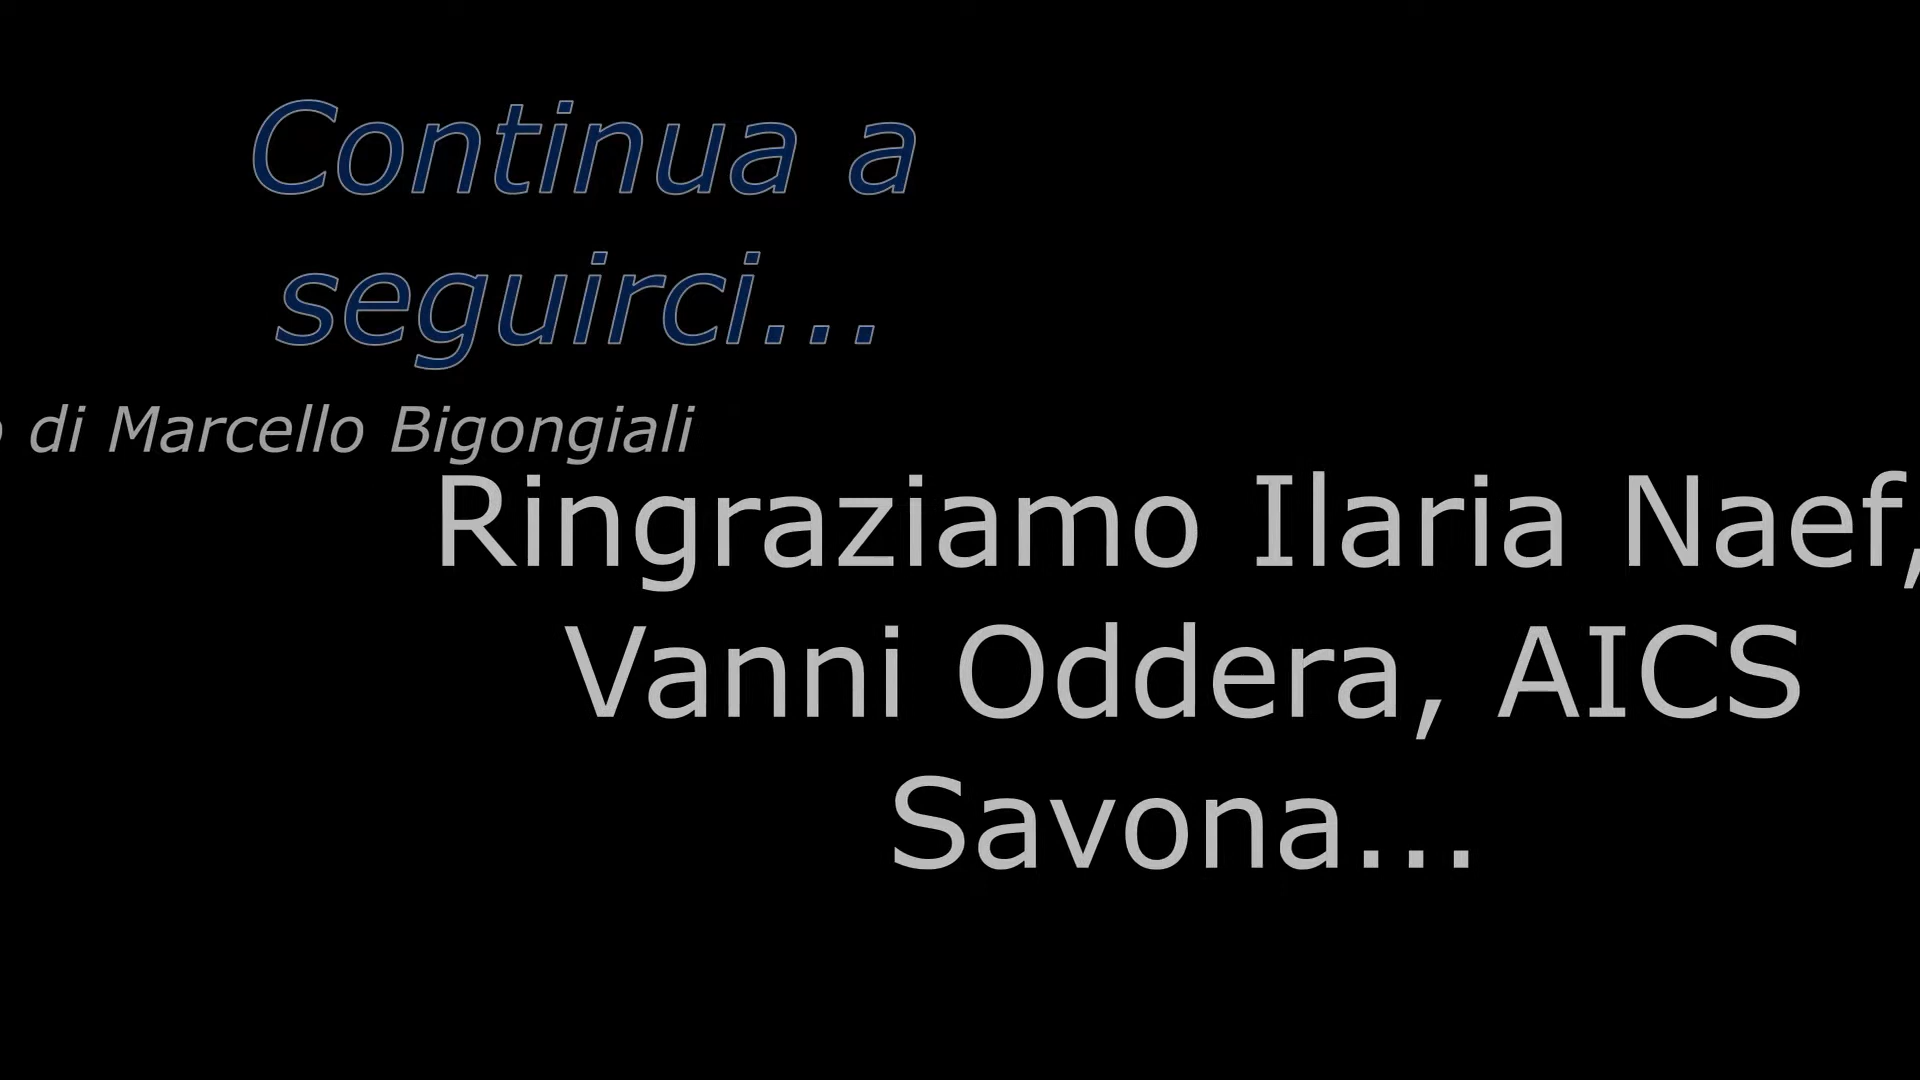 Continua a
seguirci...
di Marcello Bigongiali
Ringraziamo Ilaria Naef,
Vanni Oddera, AICS
Savona...